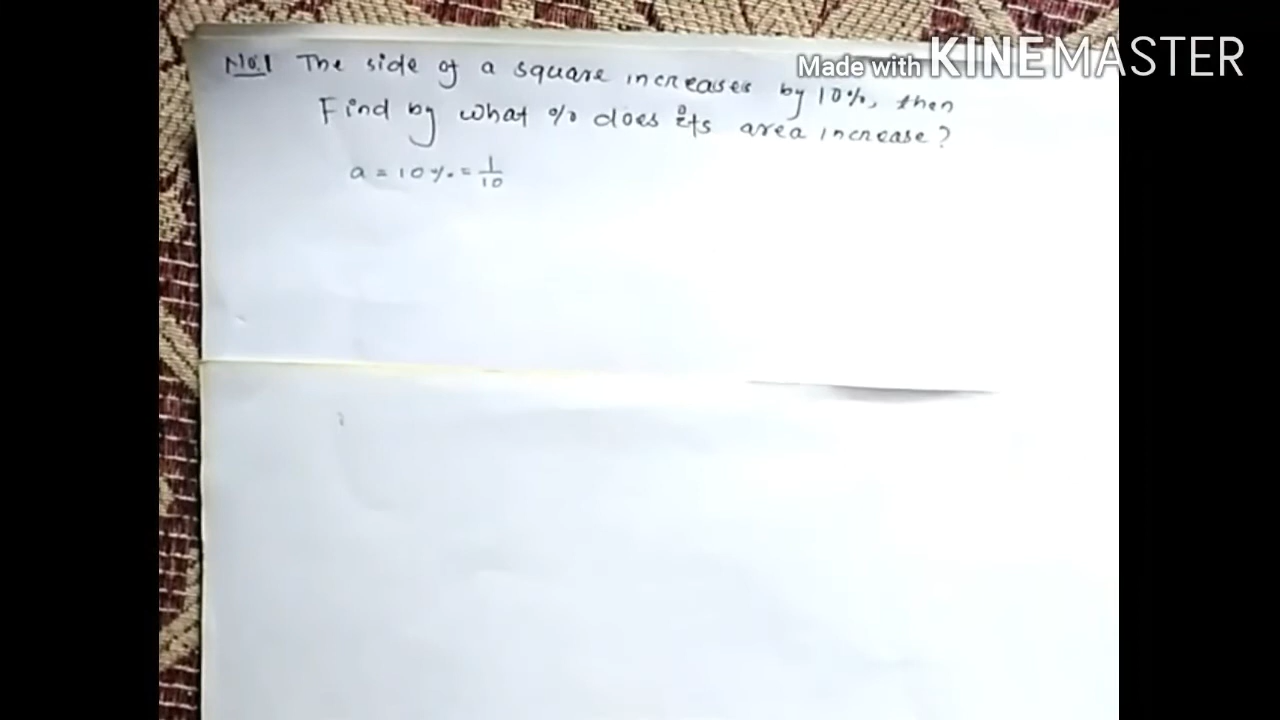 Made with KINEMASTER
No.1 The side of a square increases by 10%, then
Find by what % does its area increase?
a = 10% = 1/10